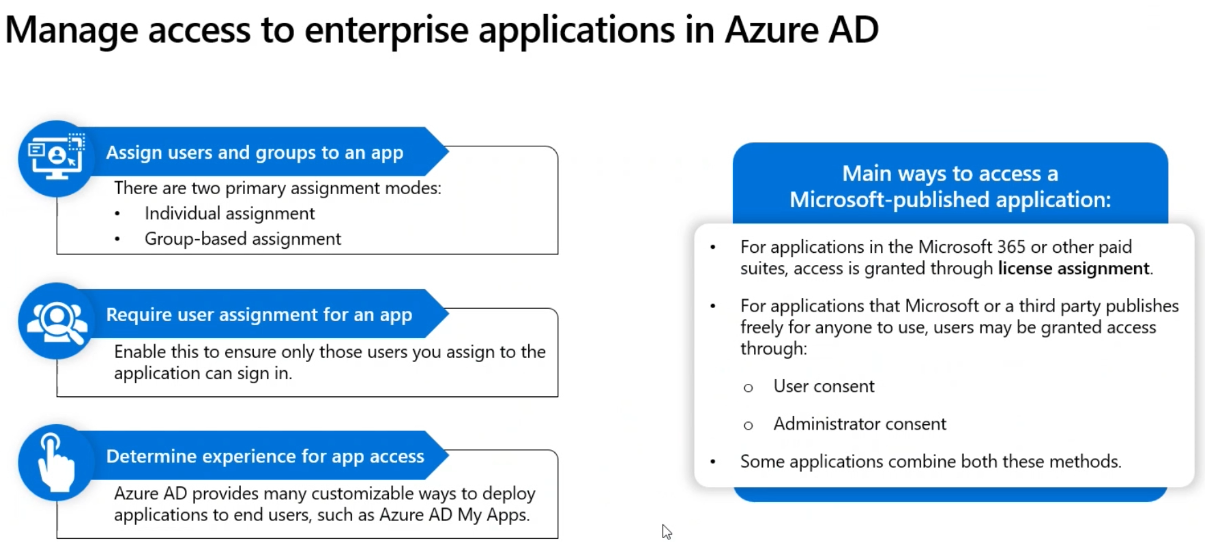 Manage access to enterprise applications in Azure AD
Assign users and groups to an app
There are two primary assignment modes:
• Individual assignment
• Group-based assignment
Require user assignment for an app
Enable this to ensure only those users you assign to the
application can sign in.
Determine experience for app access
Azure AD provides many customizable ways to deploy
applications to end users, such as Azure AD My Apps.
Main ways to access a
Microsoft-published application:
• For applications in the Microsoft 365 or other paid
suites, access is granted through license assignment.
• For applications that Microsoft or a third party publishes
freely for anyone to use, users may be granted access
through:
o User consent
o Administrator consent
• Some applications combine both these methods.